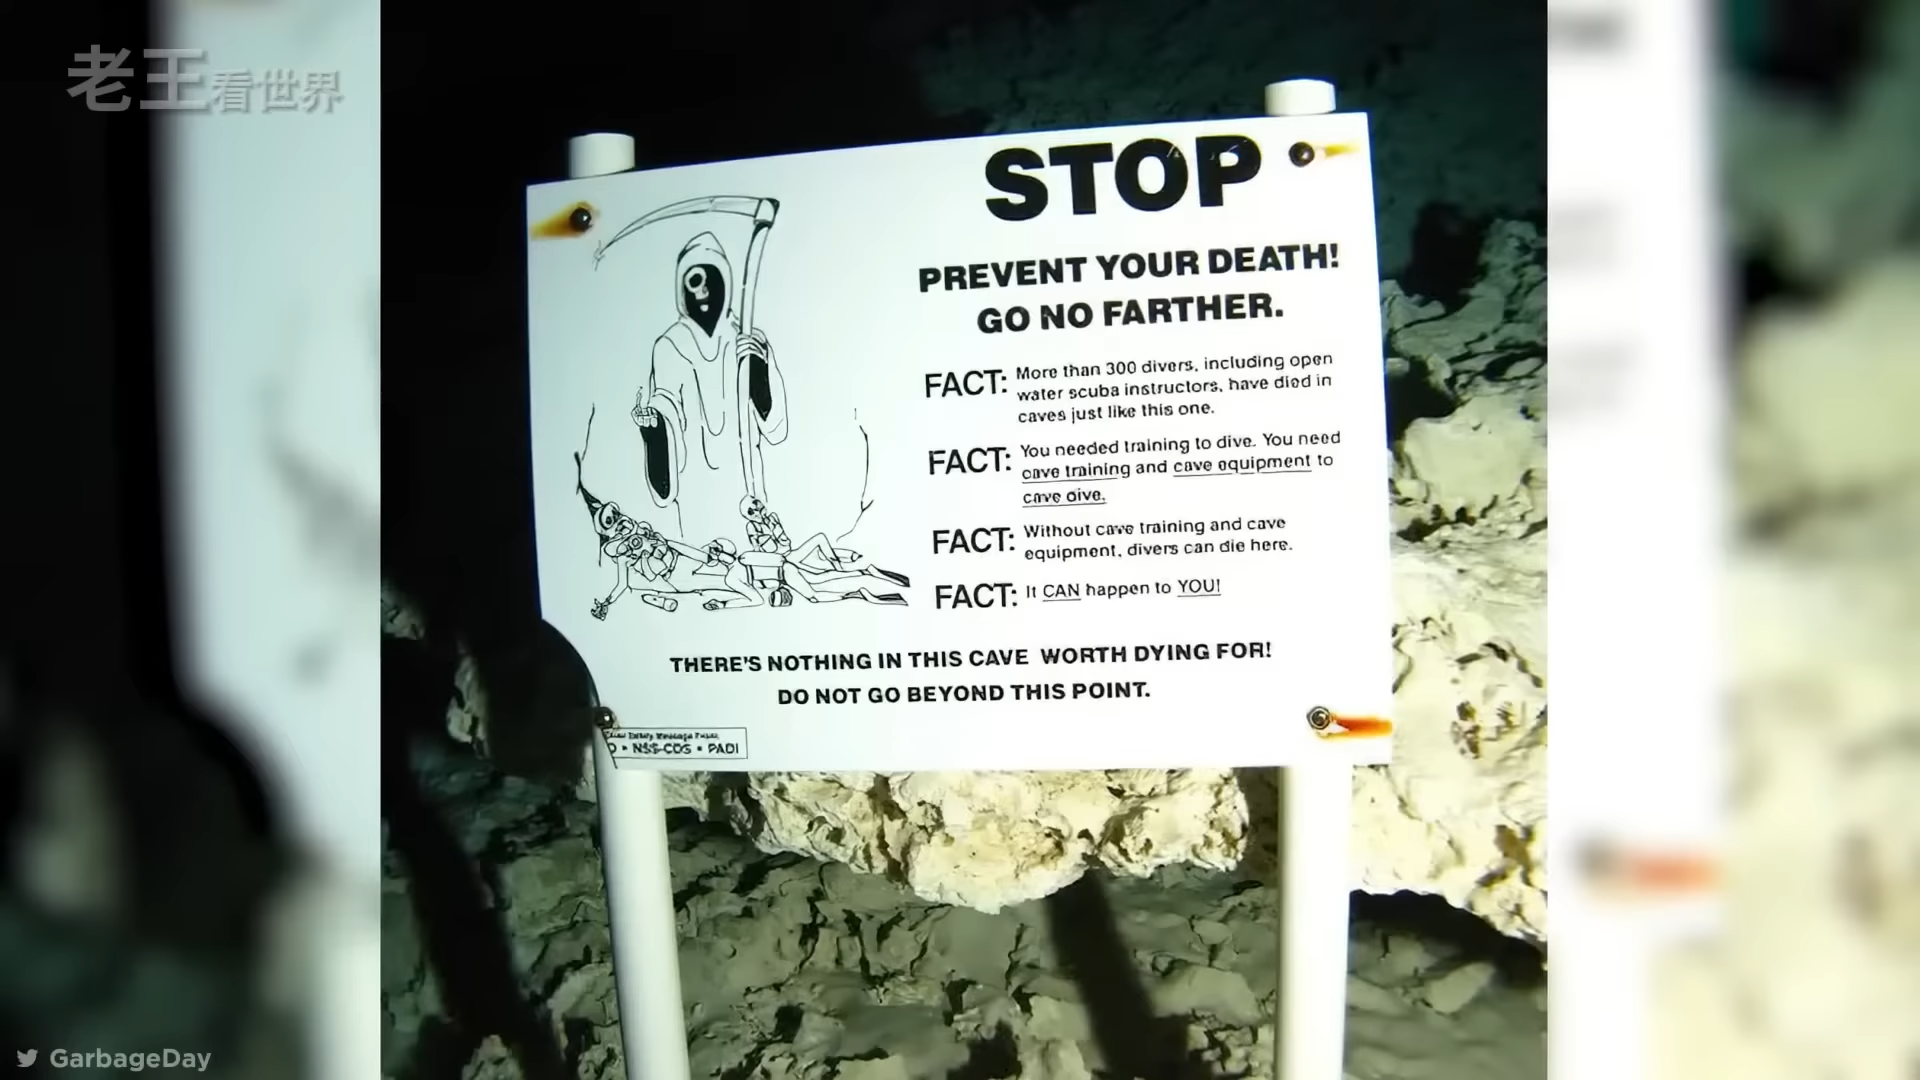 老王看世界
STOP
PREVENT YOUR DEATH!
GO NO FARTHER.
FACT: More than 300 divers, including open
water scuba instructors, have died in
caves just like this one.
FACT: You needed training to dive. You need
cave training and cave equipment to
cave dive.
FACT: Without cave training and cave
equipment, divers can die here.
FACT: It CAN happen to YOU!
THERE'S NOTHING IN THIS CAVE WORTH DYING FOR!
DO NOT GO BEYOND THIS POINT.
• NSS-CDS • PADI
GarbageDay